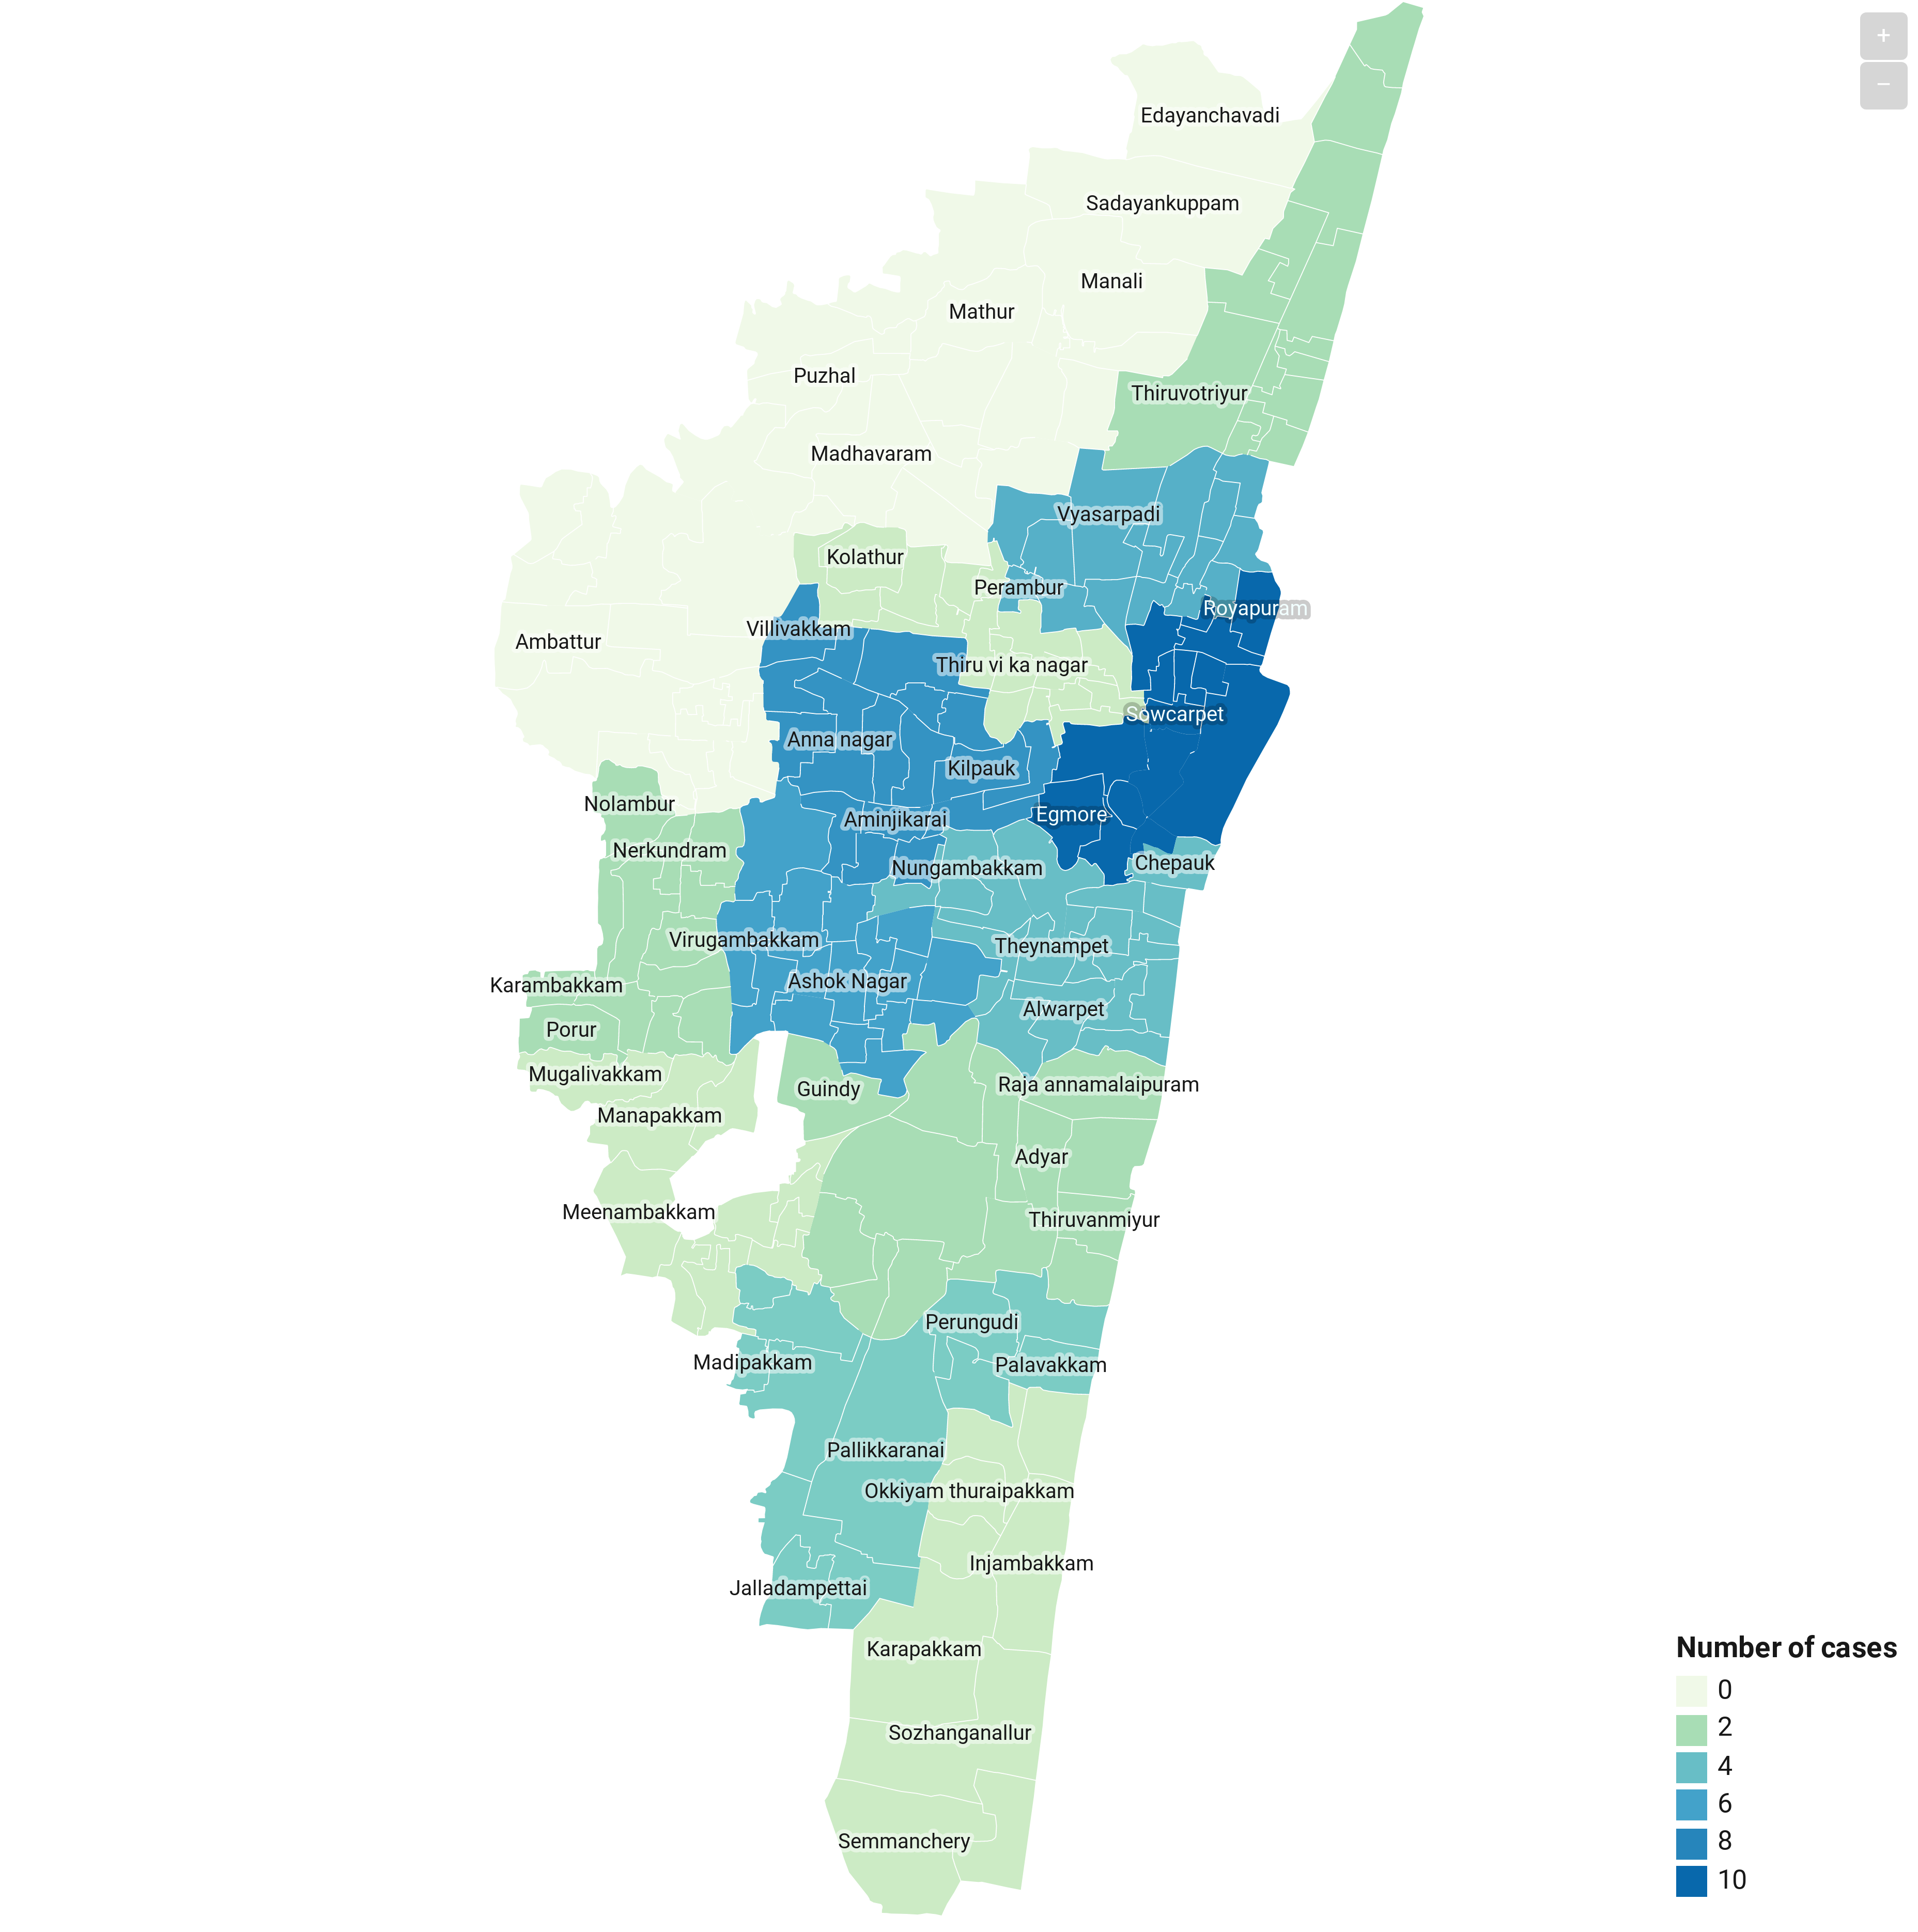 +
−
Edayanchavadi
Sadayankuppam
Manali
Mathur
Puzhal
Thiruvotriyur
Madhavaram
Vyasarpadi
Kolathur
Perambur
Royapuram
Villivakkam
Ambattur
Thiru vi ka nagar
Sowcarpet
Anna nagar
Kilpauk
Nolambur
Egmore
Aminjikarai
Nerkundram
Chepauk
Nungambakkam
Virugambakkam
Theynampet
Ashok Nagar
Karambakkam
Alwarpet
Porur
Mugalivakkam
Raja annamalaipuram
Guindy
Manapakkam
Adyar
Meenambakkam
Thiruvanmiyur
Perungudi
Madipakkam
Palavakkam
Pallikkaranai
Okkiyam thuraipakkam
Injambakkam
Jalladampettai
Karapakkam
Sozhanganallur
Semmanchery
Number of cases
0
2
4
6
8
10